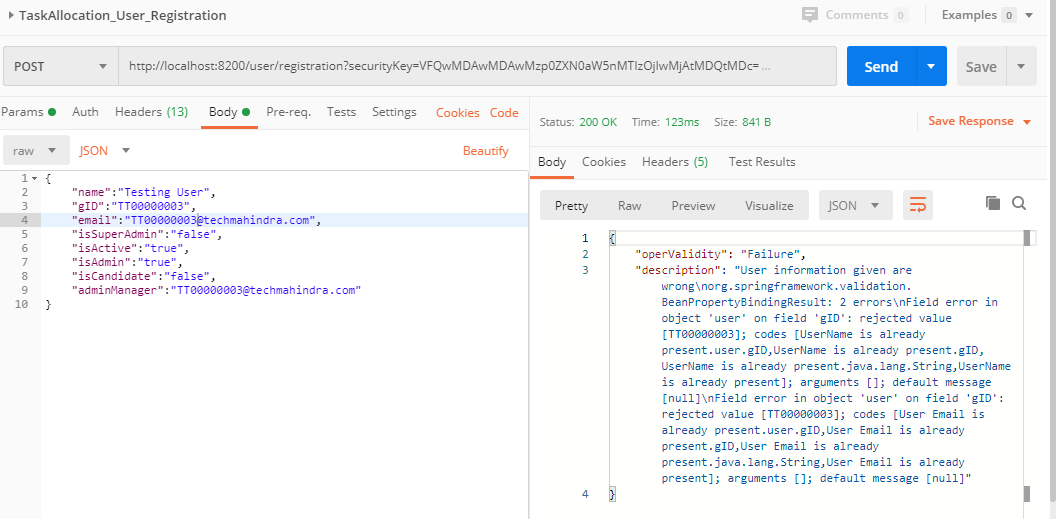 TaskAllocation_User_Registration
Comments 0
Examples 0
POST
http://localhost:8200/user/registration?securityKey=VFQwMDAwMDAwMzp0ZXN0aW5nMTIzOjIwMjAtMDQtMDc= ...
Send
Save
Params
Auth
Headers (13)
Body
Pre-req.
Tests
Settings
Cookies
Code
raw
JSON
Beautify
1 {
2 "name":"Testing User",
3 "gID":"TT00000003",
4 "email":"TT00000003@techmahindra.com",
5 "isSuperAdmin":"false",
6 "isActive":"true",
7 "isAdmin":"true",
8 "isCandidate":"false",
9 "adminManager":"TT00000003@techmahindra.com"
10 }
Status: 200 OK Time: 123ms Size: 841 B
Save Response
Body
Cookies
Headers (5)
Test Results
Pretty
Raw
Preview
Visualize
JSON
1 {
2 "operValidity": "Failure",
3 "description": "User information given are
wrong\norg.springframework.validation.
BeanPropertyBindingResult: 2 errors\nField error in
object 'user' on field 'gID': rejected value
[TT00000003]; codes [UserName is already
present.user.gID,UserName is already present.gID,
UserName is already present.java.lang.String,UserName
is already present]; arguments []; default message
[null]\nField error in object 'user' on field 'gID':
rejected value [TT00000003]; codes [User Email is
already present.user.gID,User Email is already
present.gID,User Email is already
present.java.lang.String,User Email is already
present]; arguments []; default message [null]"
4 }